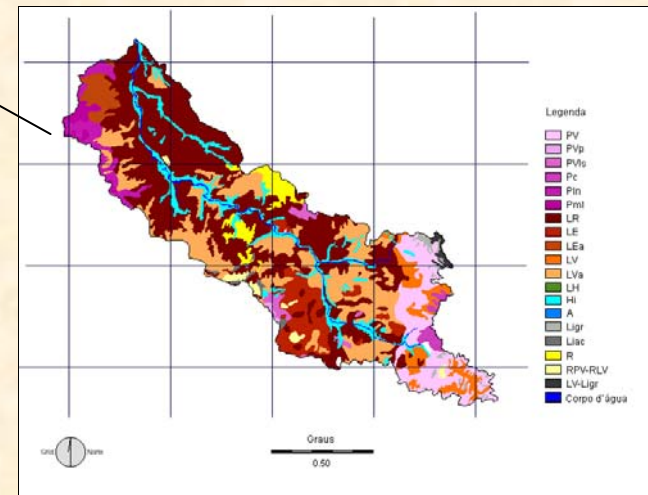 Legenda
PV
PVp
PVls
Pc
Pln
Pml
LR
LE
LEa
LV
LVa
LH
Hi
A
Ligr
Liac
R
RPV-RLV
LV-Ligr
Corpo d'água
Grid
Norte
Graus
0.50